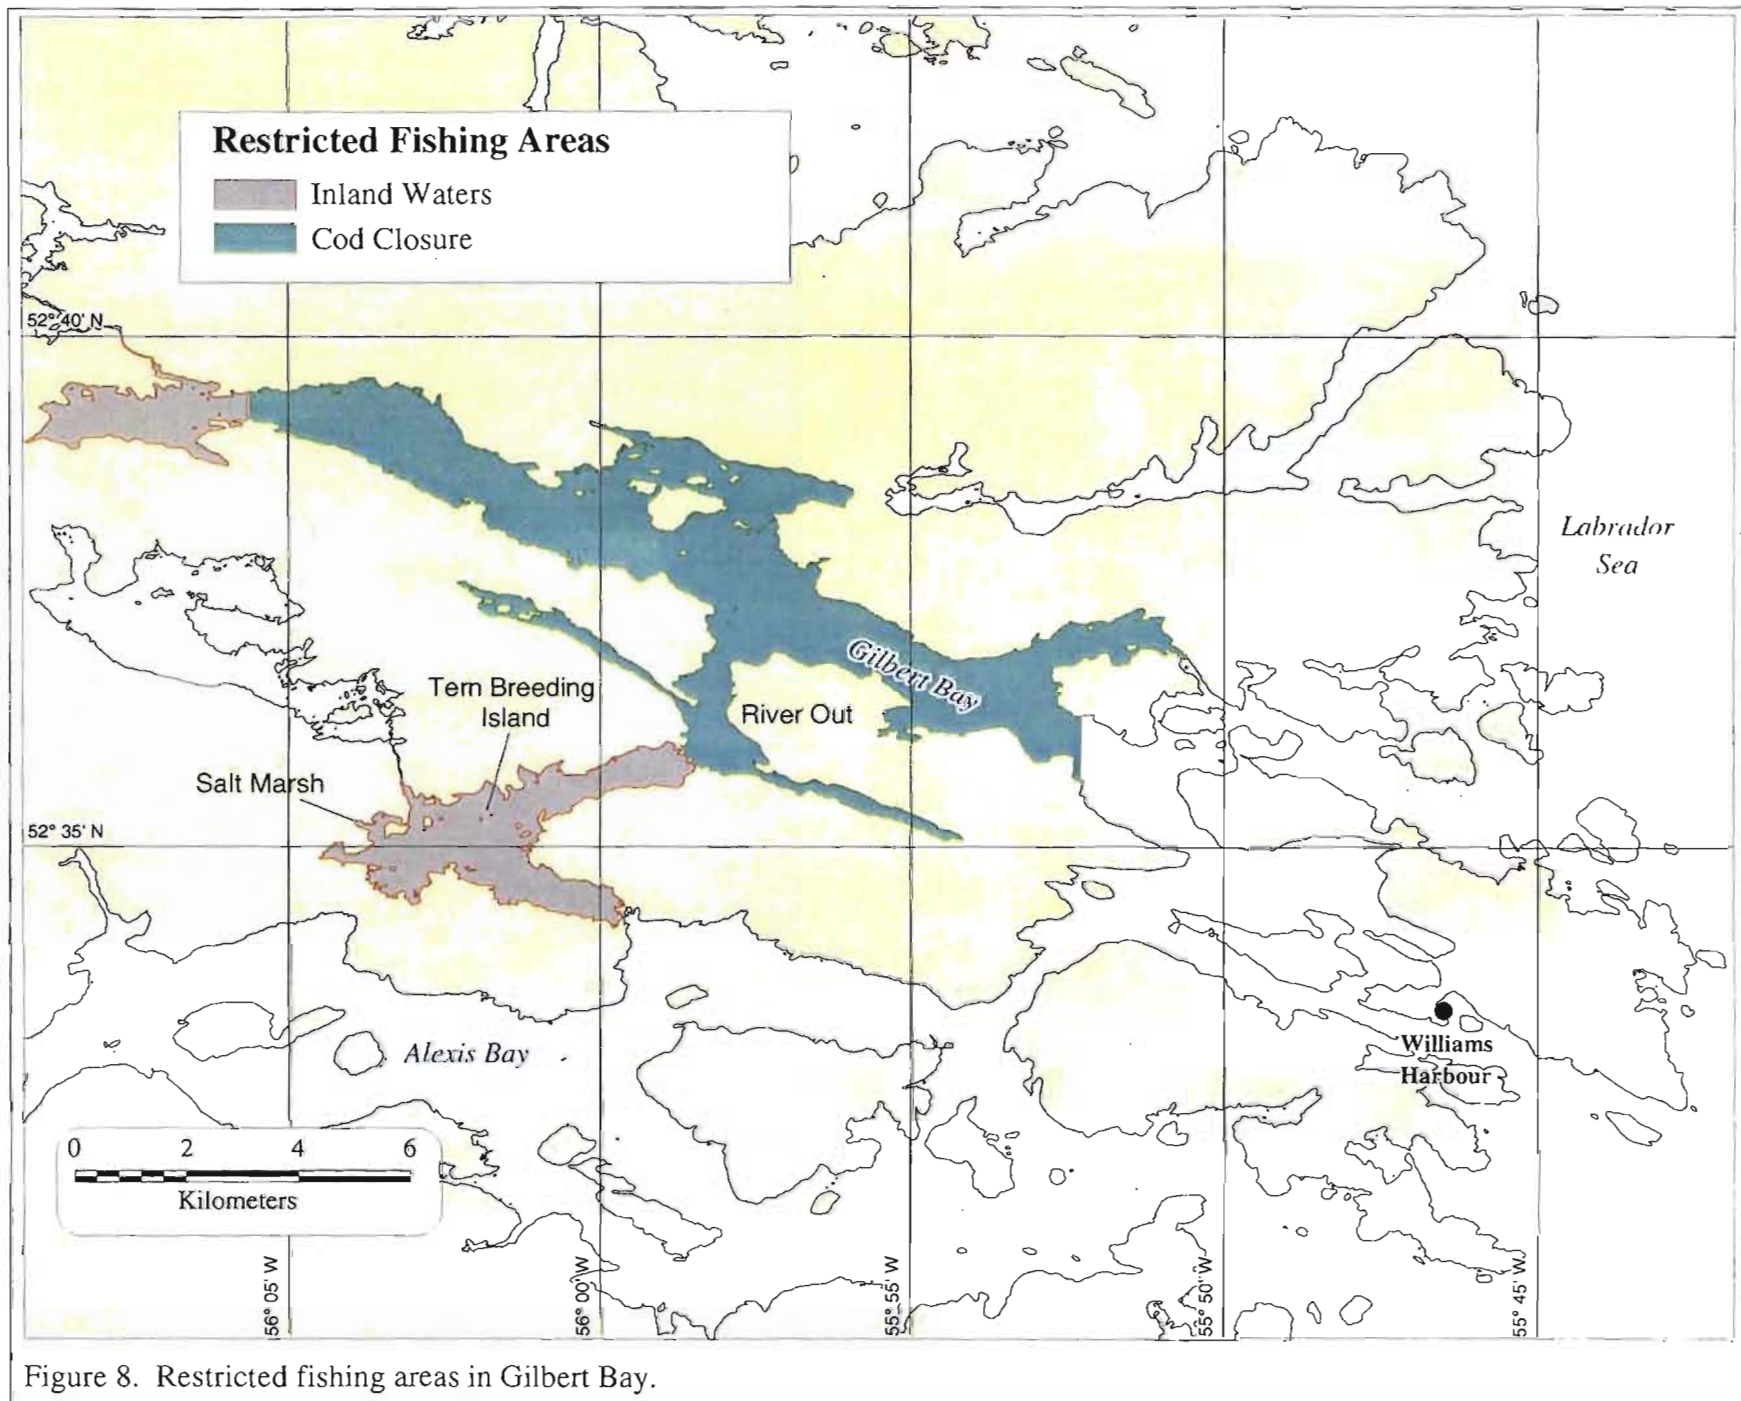 Restricted Fishing Areas
Inland Waters
Cod Closure
52° 40' N
Labrador
Sea
Gilbert Bay
Tern Breeding
Island
River Out
Salt Marsh
52° 35' N
Williams
Harbour
Alexis Bay
0 2 4 6
Kilometers
56° 05' W
56° 00' W
55° 55' W
55° 50' W
55° 45' W
Figure 8. Restricted fishing areas in Gilbert Bay.